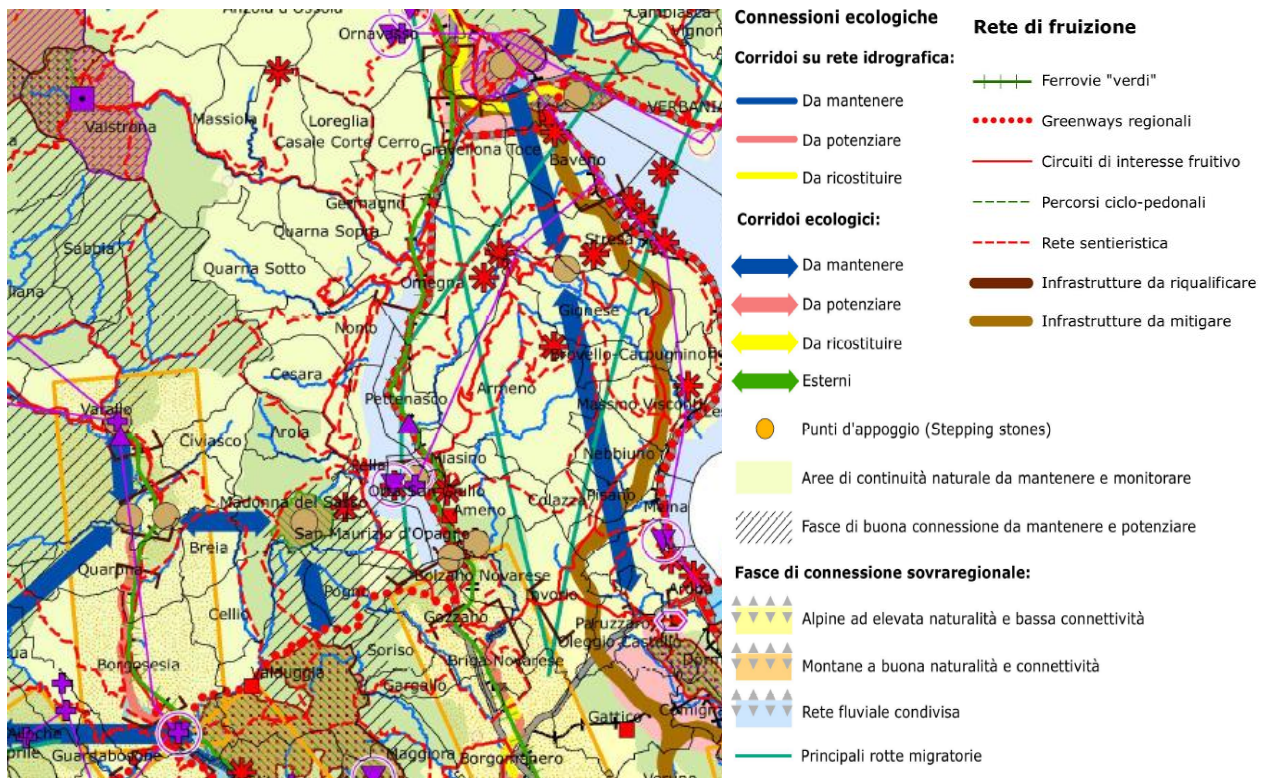 Ornavasso
Valstrona
Massiola
Loreglia
Casale Corte Cerro
Gravellona Toce
VERBANIA
Baveno
Germagno
Quarna Sopra
Sabbia
Quarna Sotto
Stresa
Omegna
Gignese
Nonio
Brovello-Carpugnino
Cesara
Armeno
Pettenasco
Massino Visconti
Varallo
Civiasco
Arola
Miasino
Nebbiuno
Pella
Orta San Giulio
Madonna del Sasso
Ameno
Colazza
Pisano
Meina
San Maurizio d'Opaglio
Breia
Quarona
Bolzano Novarese
Pogno
Invorio
Arona
Cellio
Gozzano
Paruzzaro
Oleggio Castello
Soriso
Briga Novarese
Borgosesia
Valduggia
Gargallo
Gattico
Guardabosone
Maggiora
Borgomanero
Connessioni ecologiche
Corridoi su rete idrografica:
Da mantenere
Da potenziare
Da ricostituire
Corridoi ecologici:
Da mantenere
Da potenziare
Da ricostituire
Esterni
Punti d'appoggio (Stepping stones)
Aree di continuità naturale da mantenere e monitorare
Fasce di buona connessione da mantenere e potenziare
Fasce di connessione sovraregionale:
Alpine ad elevata naturalità e bassa connettività
Montane a buona naturalità e connettività
Rete fluviale condivisa
Principali rotte migratorie
Rete di fruizione
Ferrovie "verdi"
Greenways regionali
Circuiti di interesse fruitivo
Percorsi ciclo-pedonali
Rete sentieristica
Infrastrutture da riqualificare
Infrastrutture da mitigare